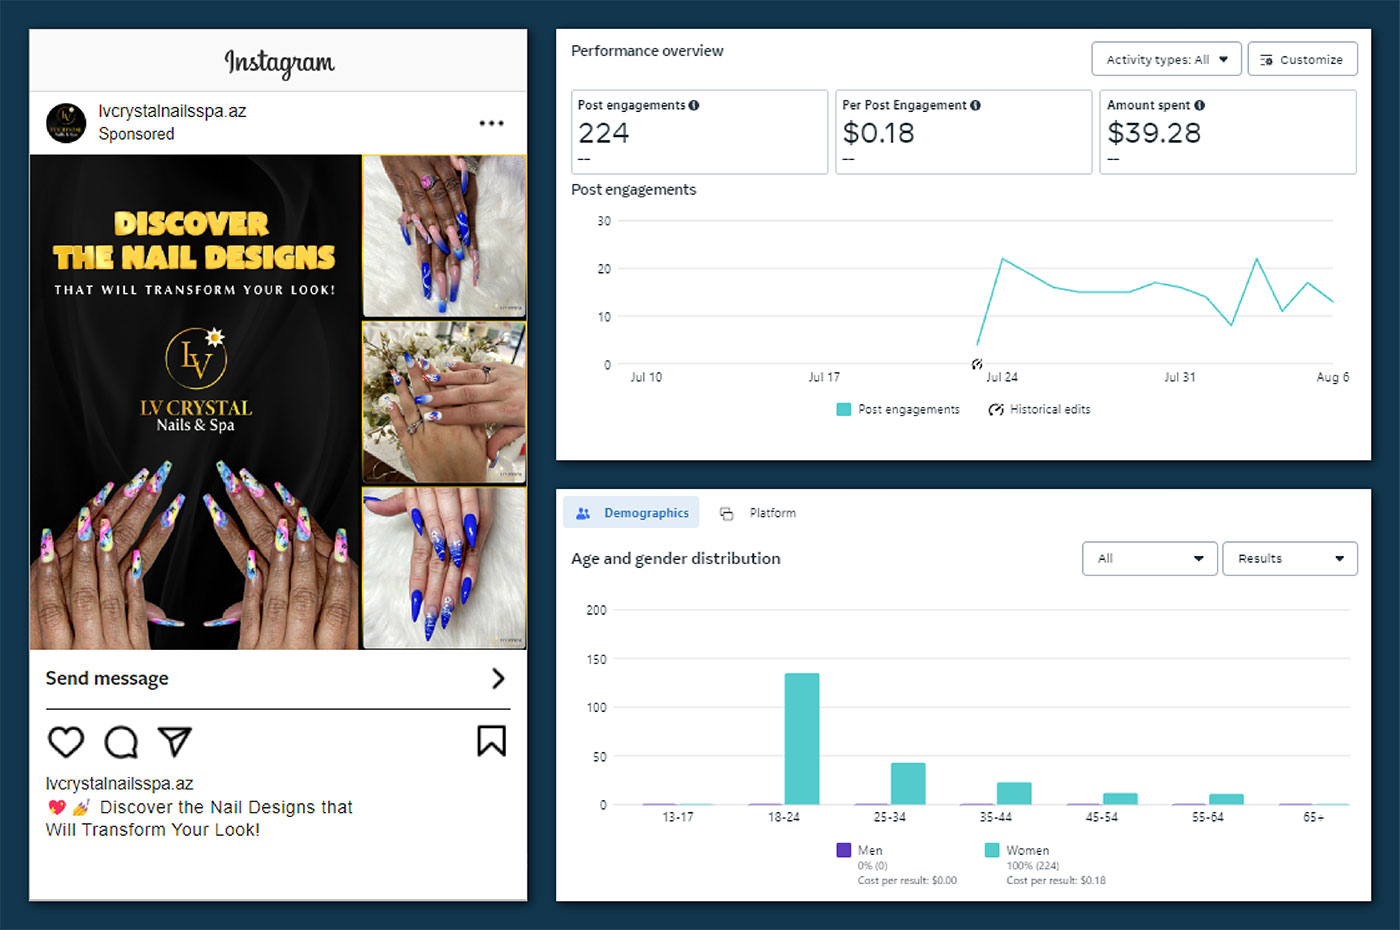 Instagram
lvcrystalnailsspa.az
Sponsored
DISCOVER
THE NAIL DESIGNS
THAT WILL TRANSFORM YOUR LOOK!
LV
LV CRYSTAL
Nails & Spa
Send message
lvcrystalnailsspa.az
💖 💅 Discover the Nail Designs that
Will Transform Your Look!
Performance overview
Activity types: All
Customize
Post engagements
224
--
Per Post Engagement
$0.18
--
Amount spent
$39.28
--
Post engagements
30
20
10
0
Jul 10 Jul 17 Jul 24 Jul 31 Aug 6
Post engagements Historical edits
Demographics Platform
Age and gender distribution
All
Results
200
150
100
50
0
13-17 18-24 25-34 35-44 45-54 55-64 65+
Men
0% (0)
Cost per result: $0.00
Women
100% (224)
Cost per result: $0.18